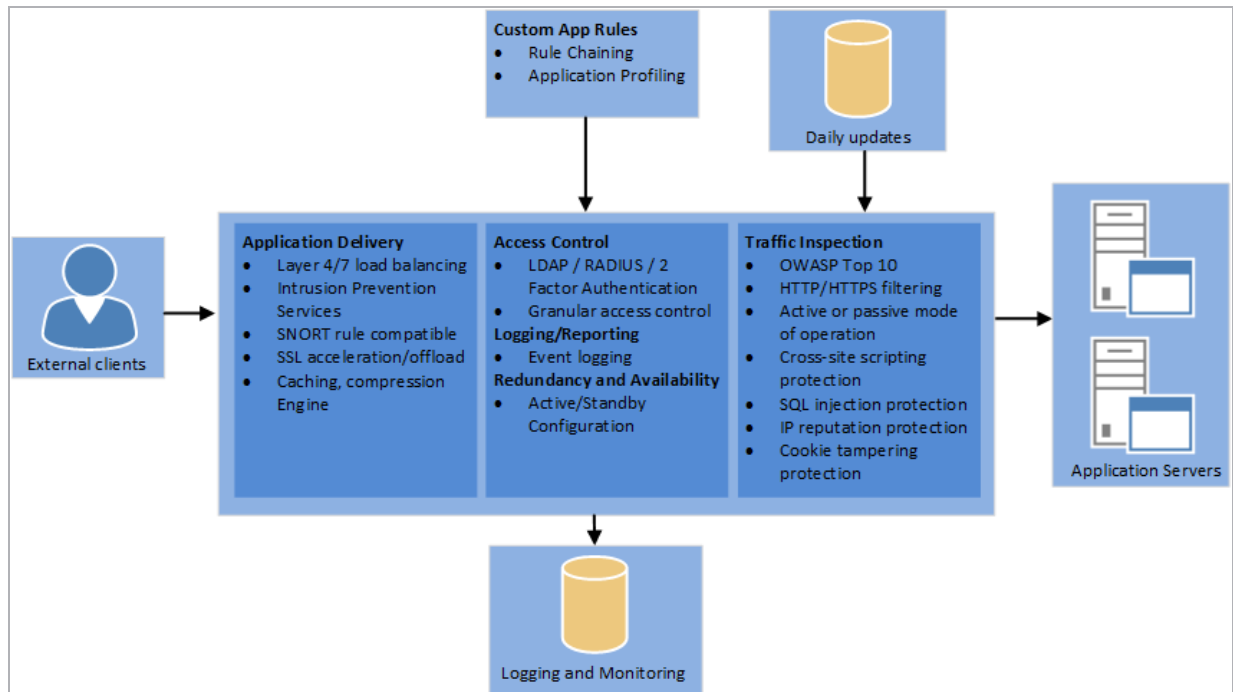 Custom App Rules
● Rule Chaining
● Application Profiling
Daily updates
External clients
Application Delivery
● Layer 4/7 load balancing
● Intrusion Prevention
Services
● SNORT rule compatible
● SSL acceleration/offload
● Caching, compression
Engine
Access Control
● LDAP / RADIUS / 2
Factor Authentication
● Granular access control
Logging/Reporting
● Event logging
Redundancy and Availability
● Active/Standby
Configuration
Traffic Inspection
● OWASP Top 10
● HTTP/HTTPS filtering
● Active or passive mode
of operation
● Cross-site scripting
protection
● SQL injection protection
● IP reputation protection
● Cookie tampering
protection
Application Servers
Logging and Monitoring